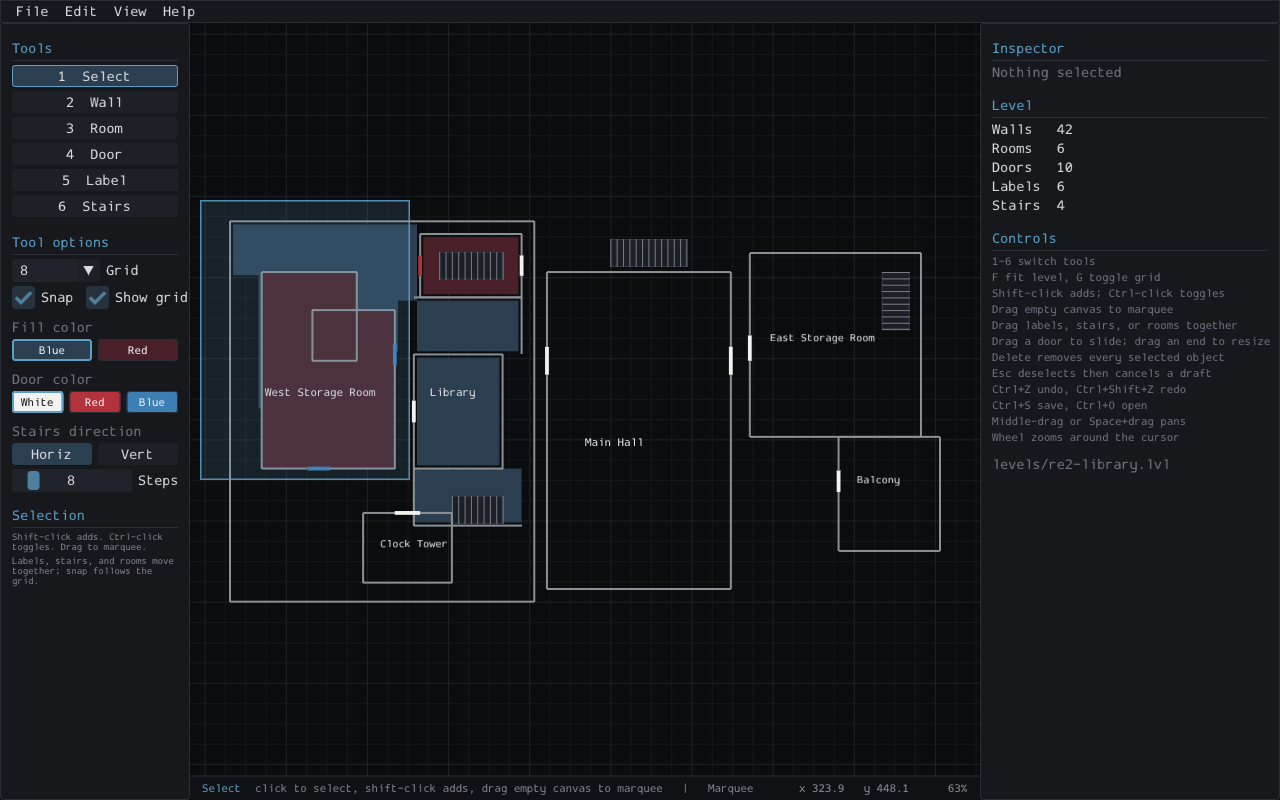 File Edit View Help
Tools
1 Select
2 Wall
3 Room
4 Door
5 Label
6 Stairs
Tool options
8 ▼ Grid
Snap Show grid
Fill color
Blue Red
Door color
White Red Blue
Stairs direction
Horiz Vert
8 Steps
Selection
Shift-click adds. Ctrl-click
toggles. Drag to marquee.
Labels, stairs, and rooms move
together; snap follows the
grid.
West Storage Room
Library
Clock Tower
Main Hall
East Storage Room
Balcony
Select click to select, shift-click adds, drag empty canvas to marquee | Marquee x 323.9 y 448.1 63%
Inspector
Nothing selected
Level
Walls 42
Rooms 6
Doors 10
Labels 6
Stairs 4
Controls
1-6 switch tools
F fit level, G toggle grid
Shift-click adds; Ctrl-click toggles
Drag empty canvas to marquee
Drag labels, stairs, or rooms together
Drag a door to slide; drag an end to resize
Delete removes every selected object
Esc deselects then cancels a draft
Ctrl+Z undo, Ctrl+Shift+Z redo
Ctrl+S save, Ctrl+O open
Middle-drag or Space+drag pans
Wheel zooms around the cursor
levels/re2-library.lvl